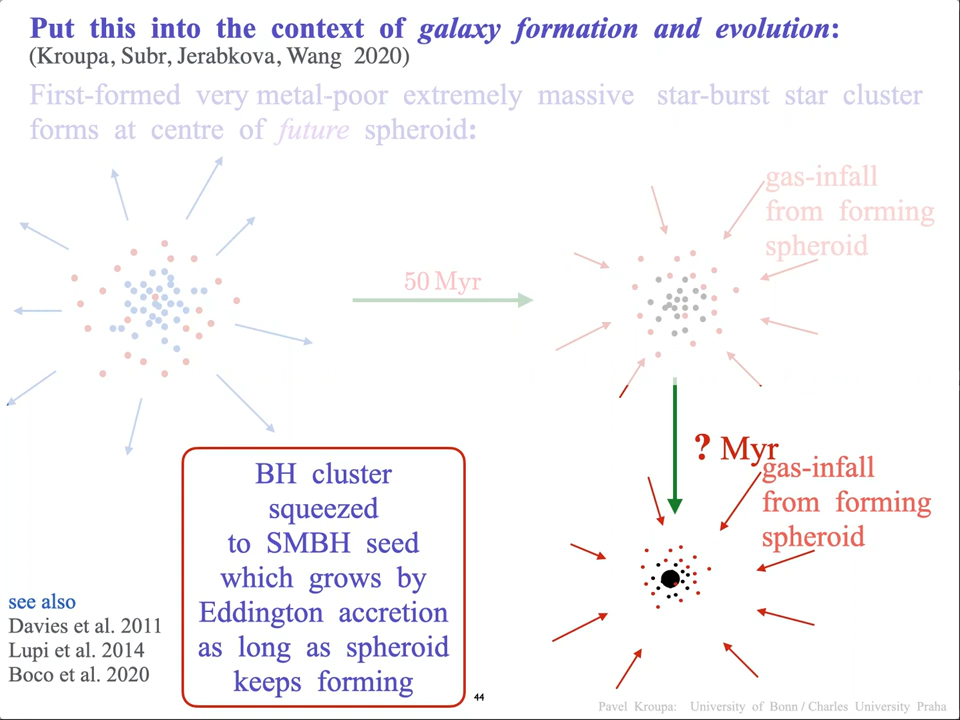 Put this into the context of galaxy formation and evolution:
(Kroupa, Subr, Jerabkova, Wang 2020)
First-formed very metal-poor extremely massive star-burst star cluster
forms at centre of future spheroid:
gas-infall
from forming
spheroid
50 Myr
? Myr
gas-infall
from forming
spheroid
BH cluster
squeezed
to SMBH seed
which grows by
Eddington accretion
as long as spheroid
keeps forming
see also
Davies et al. 2011
Lupi et al. 2014
Boco et al. 2020
44
Pavel Kroupa: University of Bonn / Charles University Praha